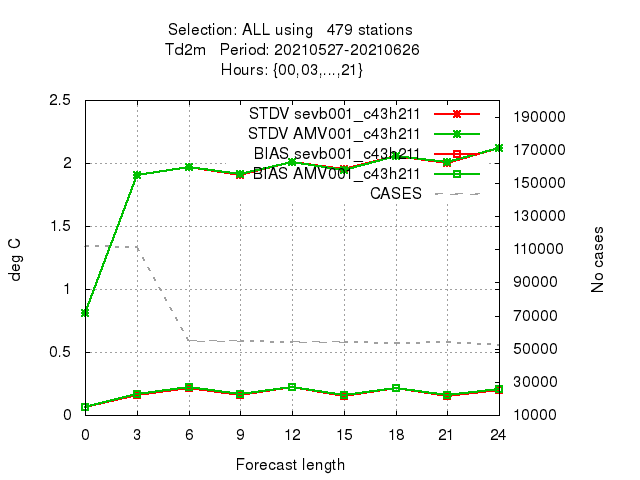 Selection: ALL using 479 stations
Td2m Period: 20210527-20210626
Hours: {00,03,...,21}
STDV sevb001_c43h211
STDV AMV001_c43h211
BIAS sevb001_c43h211
BIAS AMV001_c43h211
CASES
2.5
2
1.5
1
0.5
0
deg C
190000
170000
150000
130000
110000
90000
70000
50000
30000
10000
No cases
0 3 6 9 12 15 18 21 24
Forecast length